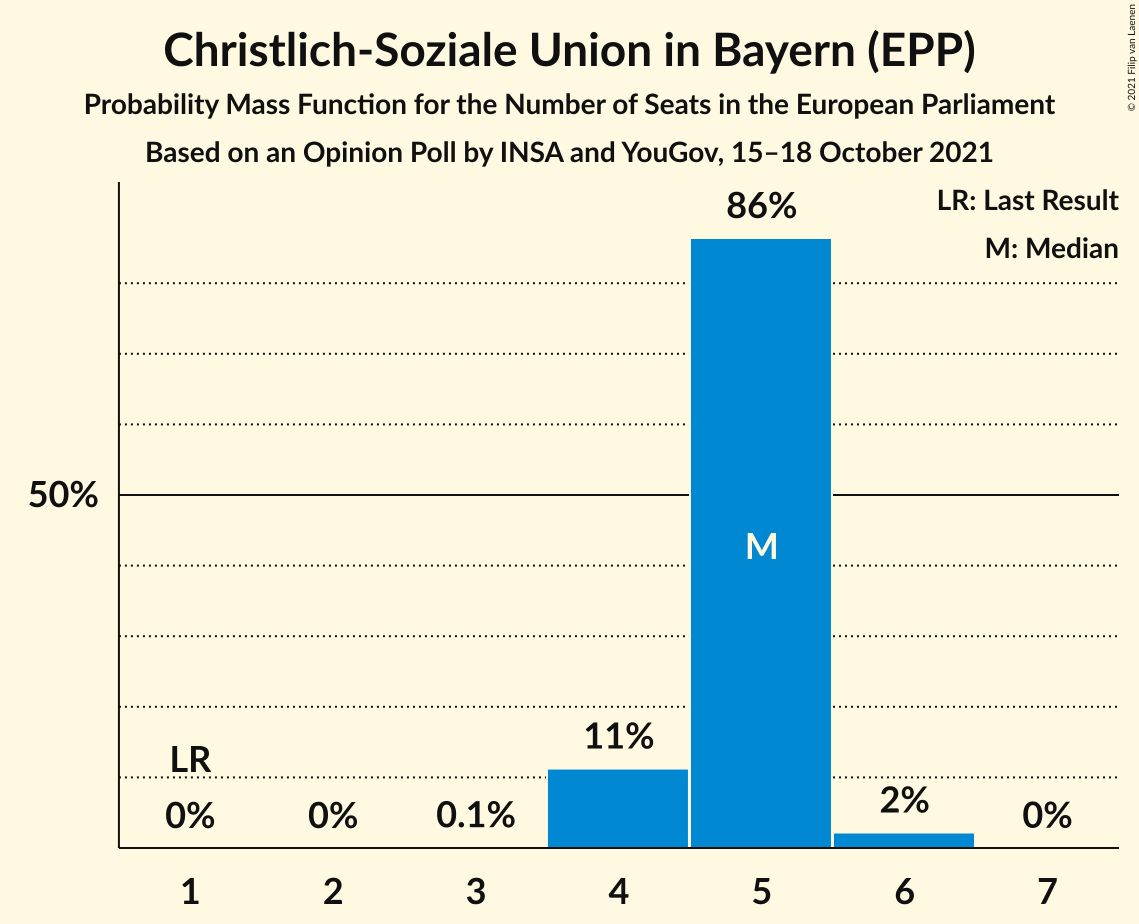 Christlich-Soziale Union in Bayern (EPP)
Probability Mass Function for the Number of Seats in the European Parliament
Based on an Opinion Poll by INSA and YouGov, 15–18 October 2021
© 2021 Filip van Laenen
LR: Last Result
M: Median
86%
50%
M
11%
LR
2%
0% 0% 0.1% 0%
1 2 3 4 5 6 7